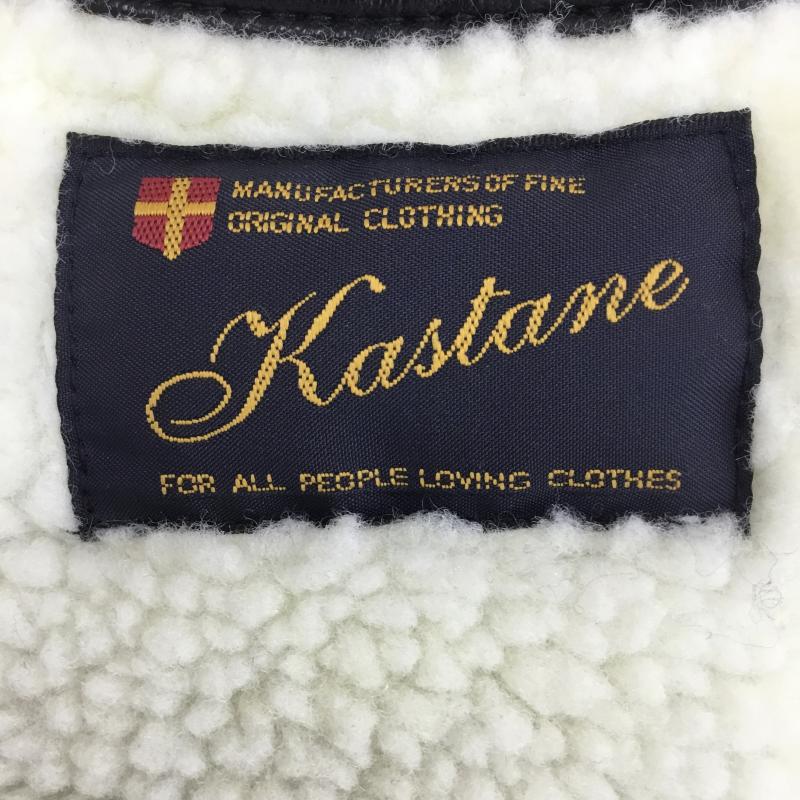 MANUFACTURERS OF FINE
ORIGINAL CLOTHING
Kastane
FOR ALL PEOPLE LOVING CLOTHES